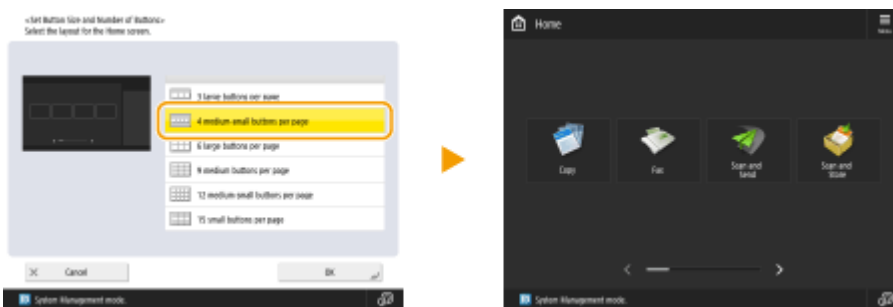 <Set Button Size and Number of Buttons>
Select the layout for the Home screen.
3 large buttons per page
4 medium-small buttons per page
6 large buttons per page
9 medium buttons per page
12 medium-small buttons per page
15 small buttons per page
Cancel
OK
System Management mode.
Home
Menu
Copy
Fax
Scan and
Send
Scan and
Store
System Management mode.